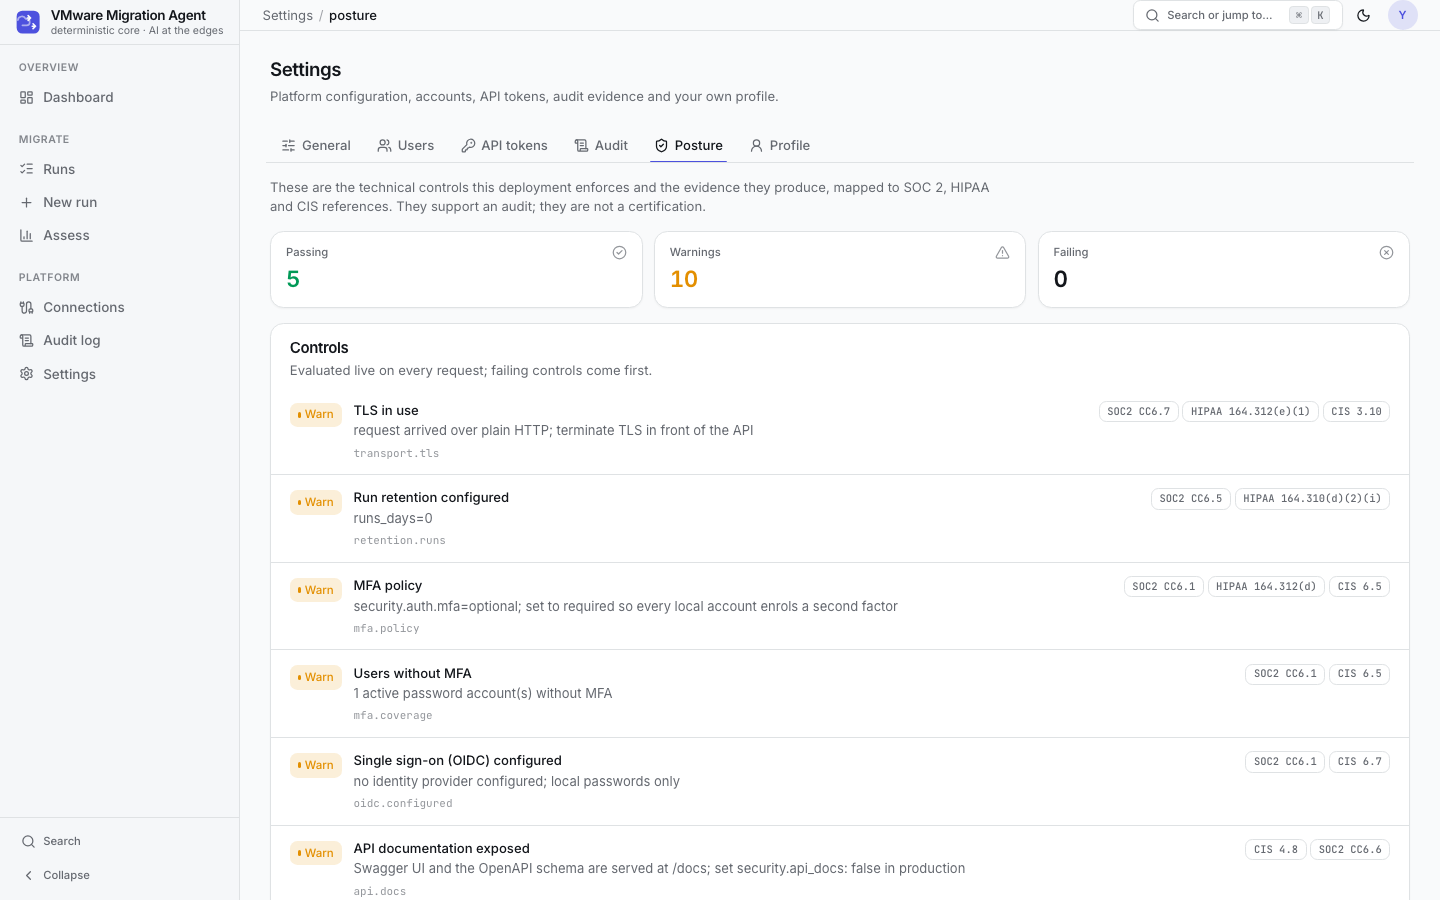 VMware Migration Agent
deterministic core · AI at the edges
Settings / posture
Search or jump to...
⌘ K
Y
OVERVIEW
Dashboard
MIGRATE
Runs
New run
Assess
PLATFORM
Connections
Audit log
Settings
Search
Collapse
Settings
Platform configuration, accounts, API tokens, audit evidence and your own profile.
General Users API tokens Audit Posture Profile
These are the technical controls this deployment enforces and the evidence they produce, mapped to SOC 2, HIPAA
and CIS references. They support an audit; they are not a certification.
Passing
5
Warnings
10
Failing
0
Controls
Evaluated live on every request; failing controls come first.
Warn TLS in use SOC2 CC6.7 HIPAA 164.312(e)(1) CIS 3.10
request arrived over plain HTTP; terminate TLS in front of the API
transport.tls
Warn Run retention configured SOC2 CC6.5 HIPAA 164.310(d)(2)(i)
runs_days=0
retention.runs
Warn MFA policy SOC2 CC6.1 HIPAA 164.312(d) CIS 6.5
security.auth.mfa=optional; set to required so every local account enrols a second factor
mfa.policy
Warn Users without MFA SOC2 CC6.1 CIS 6.5
1 active password account(s) without MFA
mfa.coverage
Warn Single sign-on (OIDC) configured SOC2 CC6.1 CIS 6.7
no identity provider configured; local passwords only
oidc.configured
Warn API documentation exposed CIS 4.8 SOC2 CC6.6
Swagger UI and the OpenAPI schema are served at /docs; set security.api_docs: false in production
api.docs